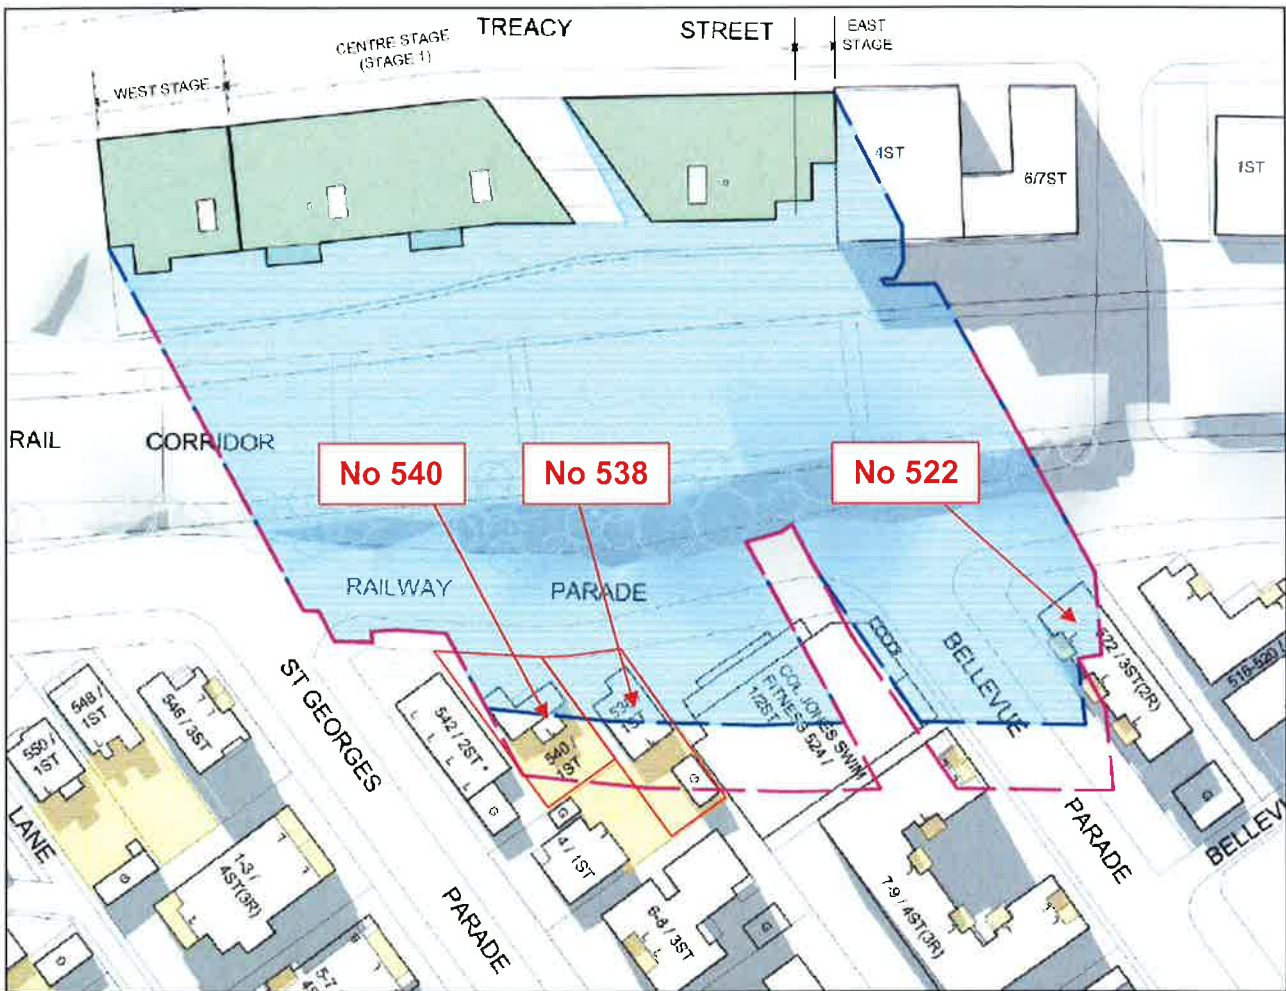 TREACY STREET
EAST
STAGE
CENTRE STAGE
(STAGE 1)
WEST STAGE
4ST
6/7ST
1ST
RAIL CORRIDOR
No 540
No 538
No 522
RAILWAY PARADE
BELLEVUE
PARADE
522 / 3ST(2R)
516-520 /
COL JONES SWIM
FITNESS 524 /
1/2ST
ST GEORGES
PARADE
548 /
1ST
546 / 3ST
550 /
1ST
542 / 2ST *
L
L
L
G
540 /
1ST
G
G
4 / 1ST
G
LANE
G
1-3 /
4ST(3R)
6-8 / 3ST
G
7-9 / 4ST(3R)
BELLEV
G
5-7